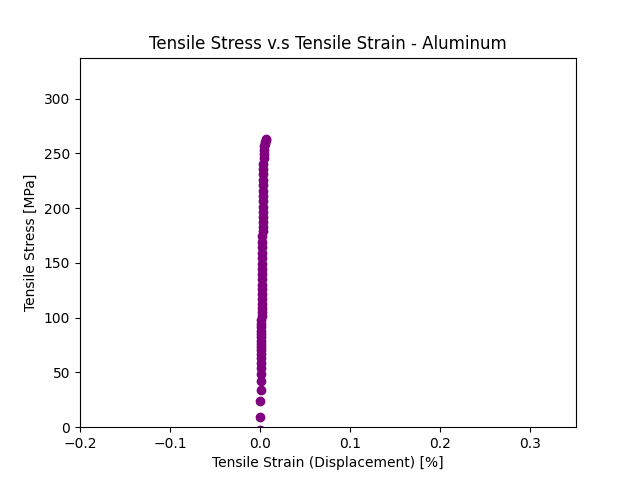 Tensile Stress v.s Tensile Strain - Aluminum
300
250
200
150
100
50
0
Tensile Stress [MPa]
−0.2 −0.1 0.0 0.1 0.2 0.3
Tensile Strain (Displacement) [%]